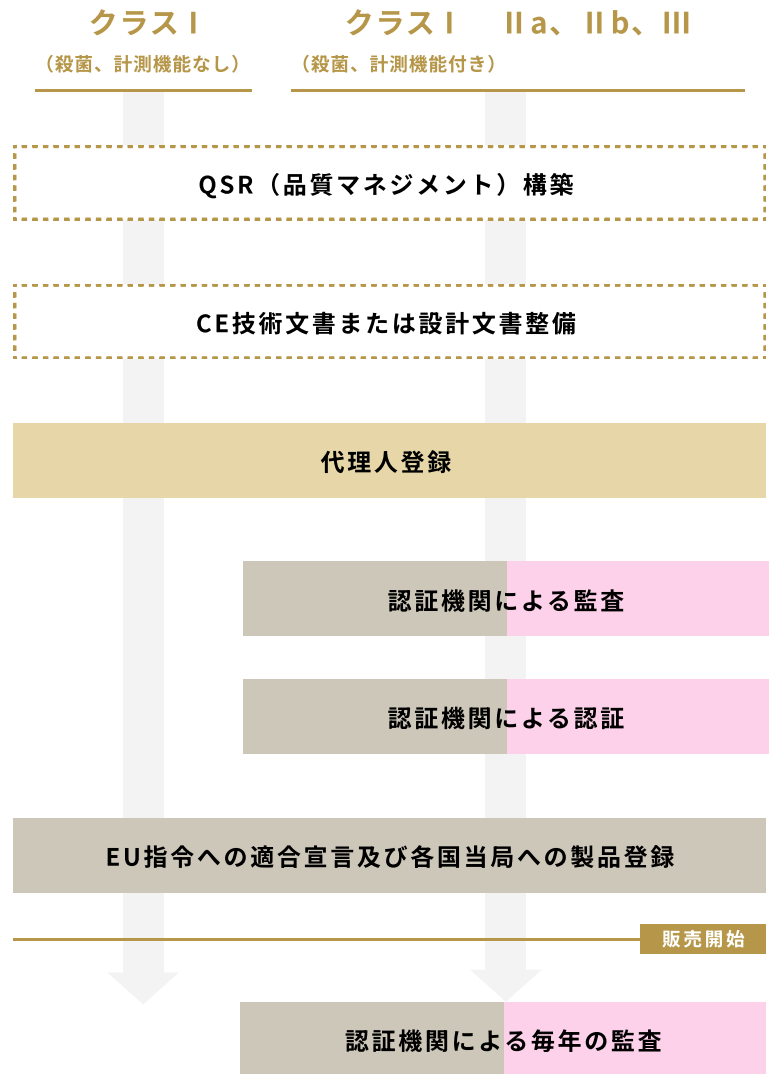 クラスⅠ
（殺菌、計測機能なし）
クラスⅠ　Ⅱa、Ⅱb、Ⅲ
（殺菌、計測機能付き）
QSR（品質マネジメント）構築
CE技術文書または設計文書整備
代理人登録
認証機関による監査
認証機関による認証
EU指令への適合宣言及び各国当局への製品登録
販売開始
認証機関による毎年の監査